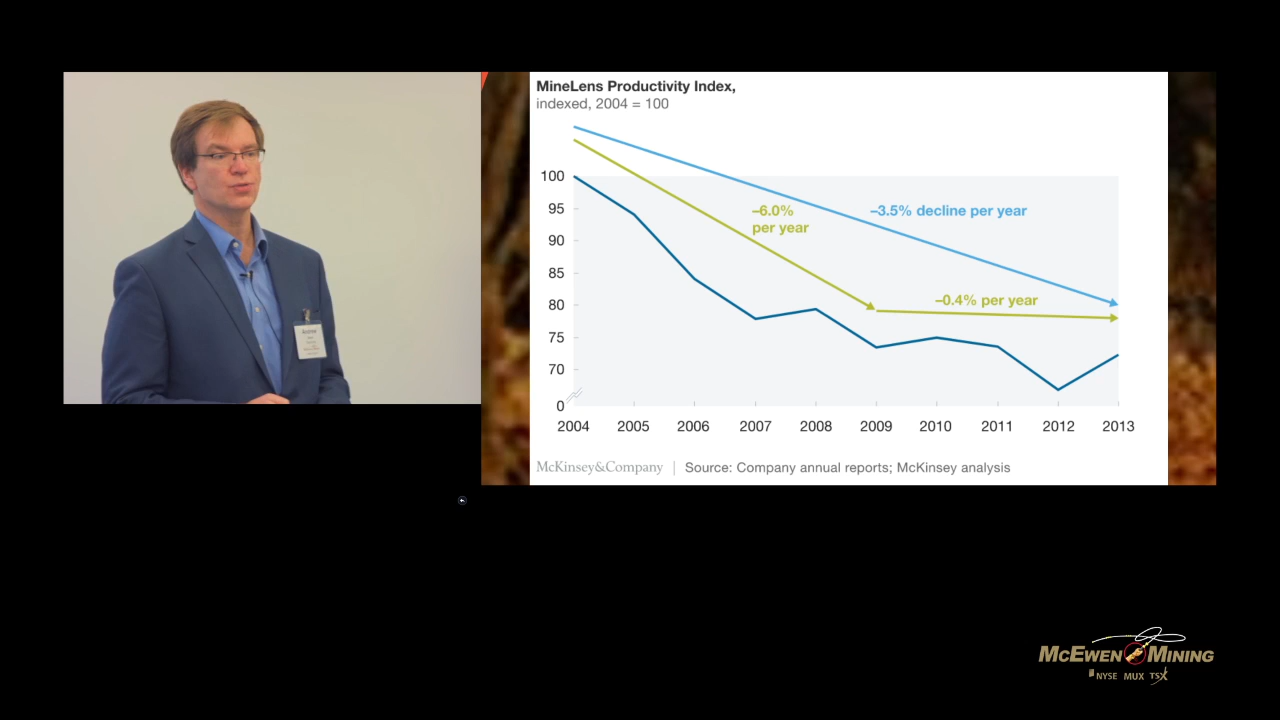 MineLens Productivity Index,
indexed, 2004 = 100
100
95
90
85
80
75
70
0
–6.0%
per year
–3.5% decline per year
–0.4% per year
2004 2005 2006 2007 2008 2009 2010 2011 2012 2013
McKinsey&Company | Source: Company annual reports; McKinsey analysis
Andrew
McEwen Mining
NYSE MUX TSX